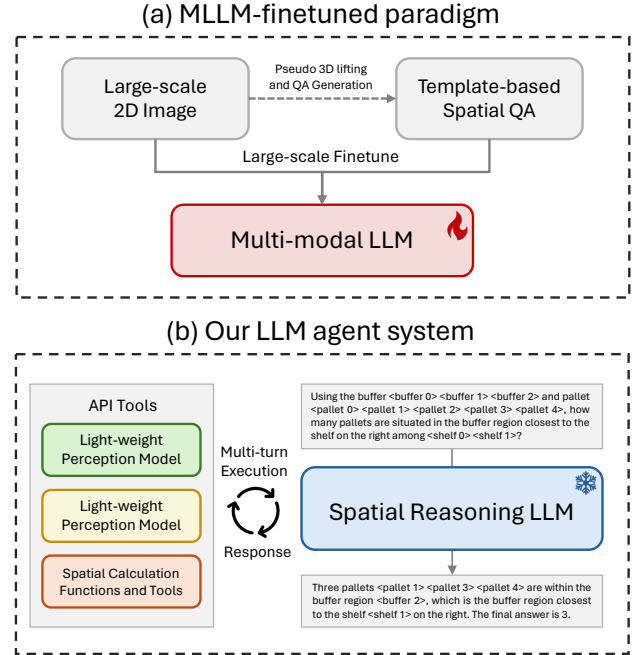 (a) MLLM-finetuned paradigm
Large-scale
2D Image
Pseudo 3D lifting
and QA Generation
Template-based
Spatial QA
Large-scale Finetune
Multi-modal LLM
(b) Our LLM agent system
API Tools
Light-weight
Perception Model
Light-weight
Perception Model
Spatial Calculation
Functions and Tools
Multi-turn
Execution
Response
Using the buffer <buffer 0> <buffer 1> <buffer 2> and pallet
<pallet 0> <pallet 1> <pallet 2> <pallet 3> <pallet 4>, how
many pallets are situated in the buffer region closest to the
shelf on the right among <shelf 0> <shelf 1>?
Spatial Reasoning LLM
Three pallets <pallet 1> <pallet 3> <pallet 4> are within the
buffer region <buffer 2>, which is the buffer region closest
to the shelf <shelf 1> on the right. The final answer is 3.